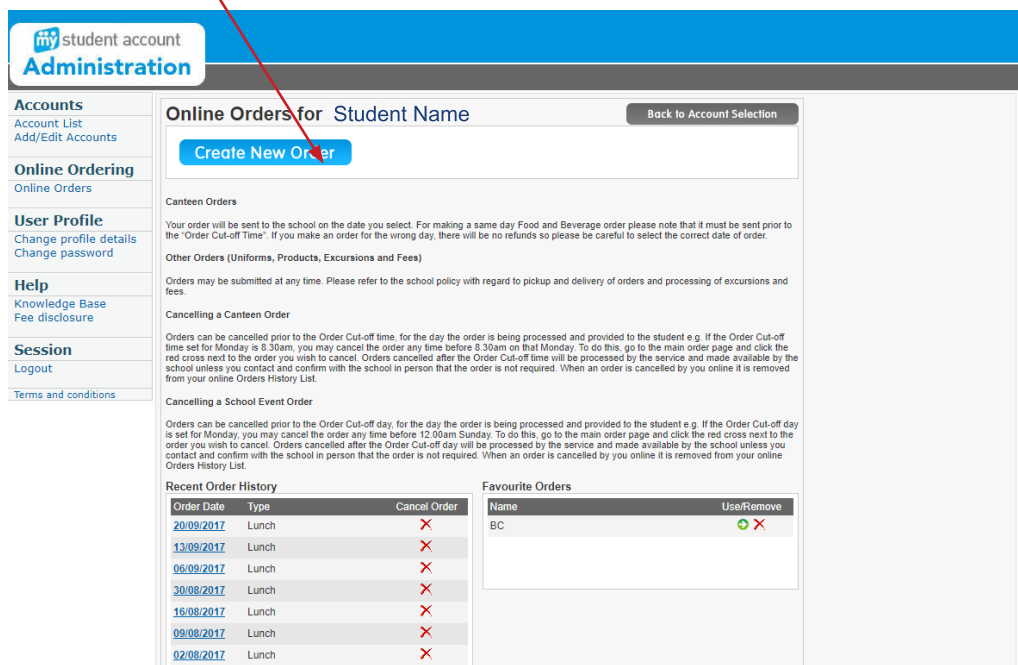 my student account
Administration
Accounts
Account List
Add/Edit Accounts
Online Ordering
Online Orders
User Profile
Change profile details
Change password
Help
Knowledge Base
Fee disclosure
Session
Logout
Terms and conditions
Online Orders for Student Name
Back to Account Selection
Create New Order
Canteen Orders
Your order will be sent to the school on the date you select. For making a same day Food and Beverage order please note that it must be sent prior to
the "Order Cut-off Time". If you make an order for the wrong day, there will be no refunds so please be careful to select the correct date of order.
Other Orders (Uniforms, Products, Excursions and Fees)
Orders may be submitted at any time. Please refer to the school policy with regard to pickup and delivery of orders and processing of excursions and
fees.
Cancelling a Canteen Order
Orders can be cancelled prior to the Order Cut-off time, for the day the order is being processed and provided to the student e.g. If the Order Cut-off
time set for Monday is 8.30am, you may cancel the order any time before 8.30am on that Monday. To do this, go to the main order page and click the
red cross next to the order you wish to cancel. Orders cancelled after the Order Cut-off time will be processed by the service and made available by the
school unless you contact and confirm with the school in person that the order is not required. When an order is cancelled by you online it is removed
from your online Orders History List.
Cancelling a School Event Order
Orders can be cancelled prior to the Order Cut-off day, for the day the order is being processed and provided to the student e.g. If the Order Cut-off day
is set for Monday, you may cancel the order any time before 12.00am Sunday. To do this, go to the main order page and click the red cross next to the
order you wish to cancel. Orders cancelled after the Order Cut-off day will be processed by the service and made available by the school unless you
contact and confirm with the school in person that the order is not required. When an order is cancelled by you online it is removed from your online
Orders History List.
Recent Order History
Order Date Type Cancel Order
20/09/2017 Lunch
13/09/2017 Lunch
06/09/2017 Lunch
30/08/2017 Lunch
16/08/2017 Lunch
09/08/2017 Lunch
02/08/2017 Lunch
Favourite Orders
Name Use/Remove
BC